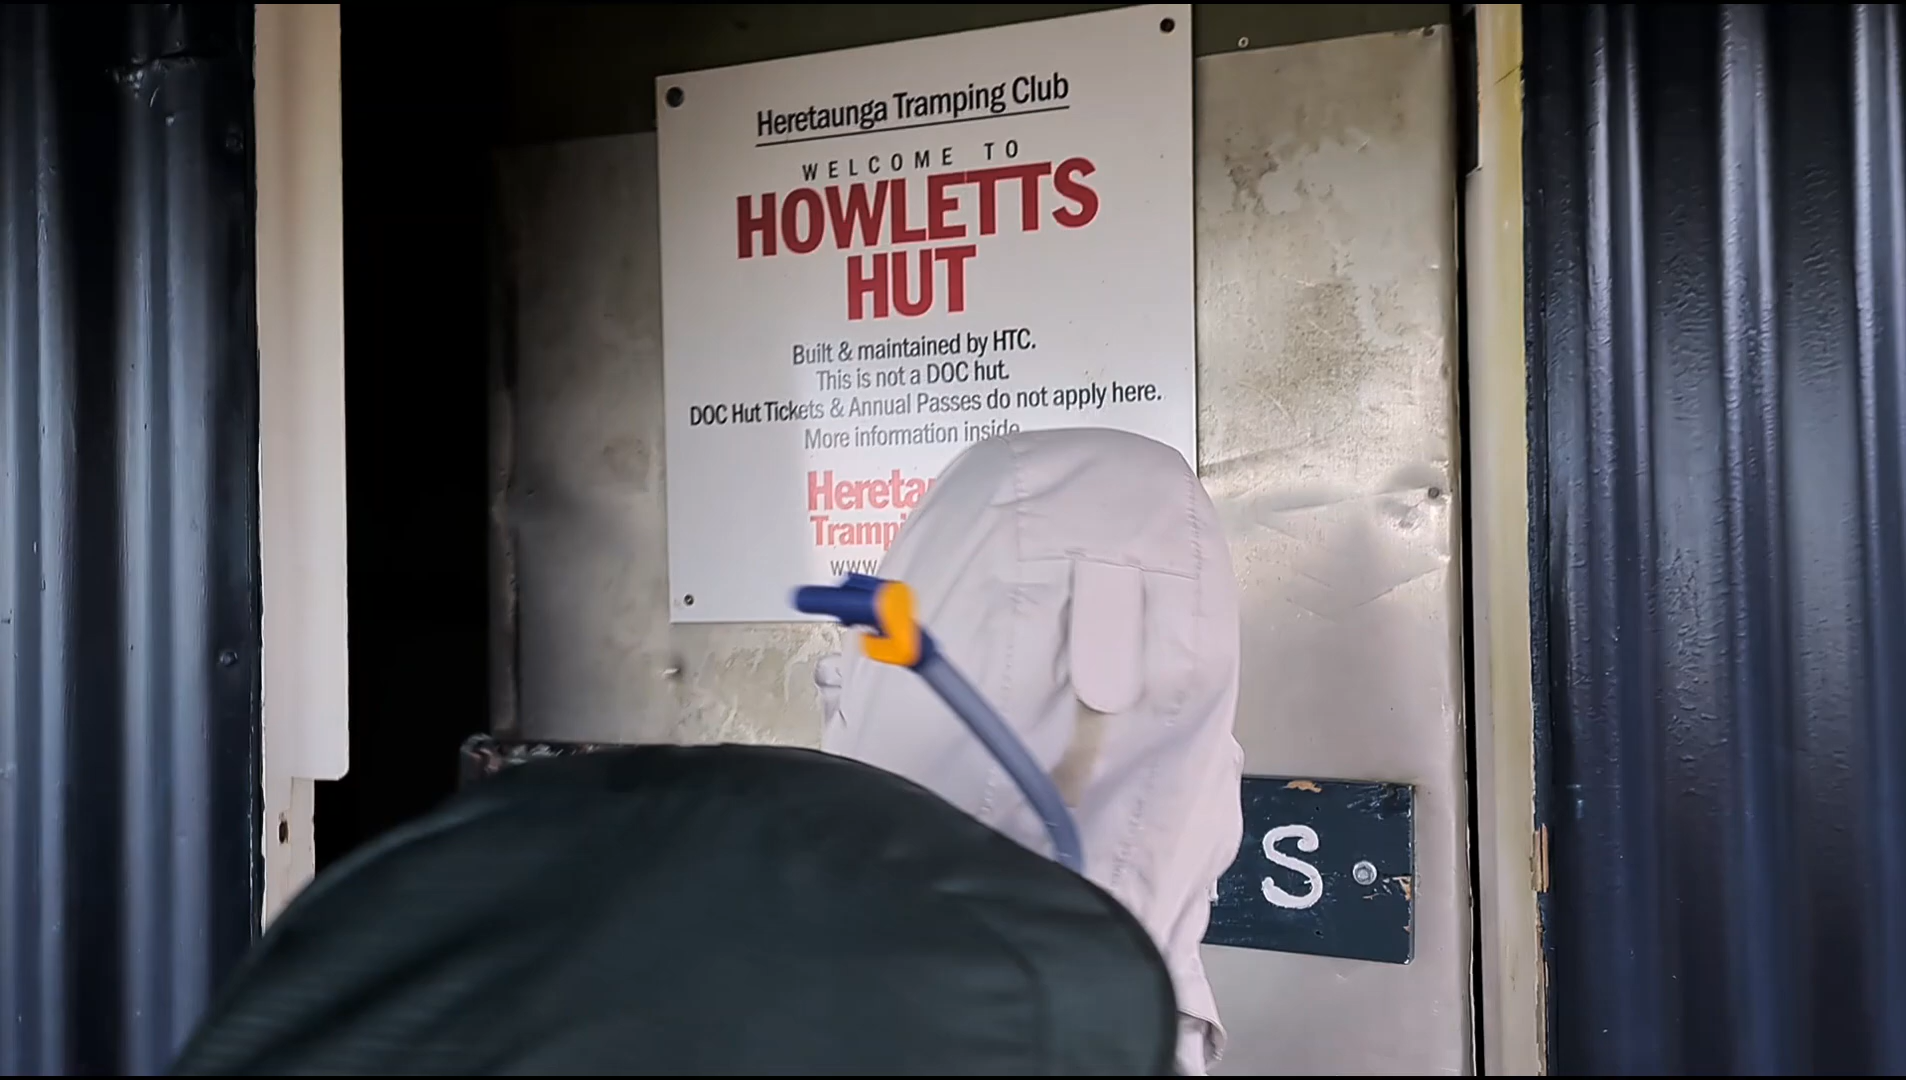 Heretaunga Tramping Club
WELCOME TO
HOWLETTS
HUT
Built & maintained by HTC.
This is not a DOC hut.
DOC Hut Tickets & Annual Passes do not apply here.
More information inside
www.
S